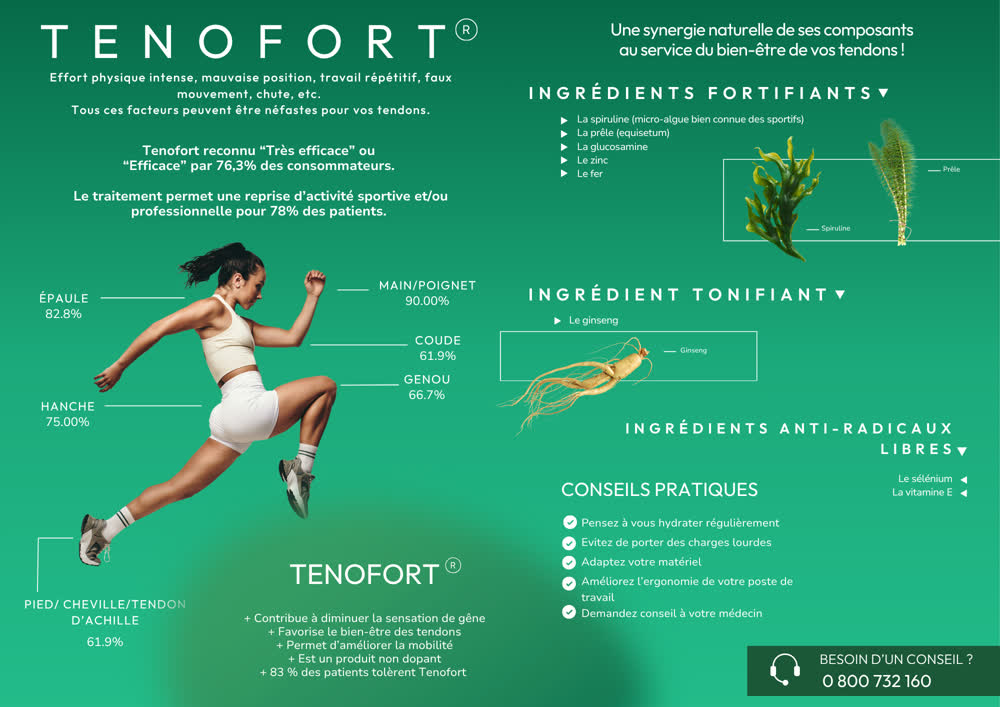 TENOFORT®
Effort physique intense, mauvaise position, travail répétitif, faux
mouvement, chute, etc.
Tous ces facteurs peuvent être néfastes pour vos tendons.
Tenofort reconnu “Très efficace” ou
“Efficace” par 76,3% des consommateurs.
Le traitement permet une reprise d’activité sportive et/ou
professionnelle pour 78% des patients.
ÉPAULE
82.8%
MAIN/POIGNET
90.00%
COUDE
61.9%
GENOU
66.7%
HANCHE
75.00%
PIED/ CHEVILLE/TENDON
D’ACHILLE
61.9%
TENOFORT®
+ Contribue à diminuer la sensation de gêne
+ Favorise le bien-être des tendons
+ Permet d’améliorer la mobilité
+ Est un produit non dopant
+ 83 % des patients tolèrent Tenofort
Une synergie naturelle de ses composants
au service du bien-être de vos tendons !
INGRÉDIENTS FORTIFIANTS ▼
▶ La spiruline (micro-algue bien connue des sportifs)
▶ La prêle (equisetum)
▶ La glucosamine
▶ Le zinc
▶ Le fer
Prêle
Spiruline
INGRÉDIENT TONIFIANT ▼
▶ Le ginseng
Ginseng
INGRÉDIENTS ANTI-RADICAUX
LIBRES ▼
Le sélénium ◀
La vitamine E ◀
CONSEILS PRATIQUES
Pensez à vous hydrater régulièrement
Evitez de porter des charges lourdes
Adaptez votre matériel
Améliorez l’ergonomie de votre poste de
travail
Demandez conseil à votre médecin
BESOIN D’UN CONSEIL ?
0 800 732 160